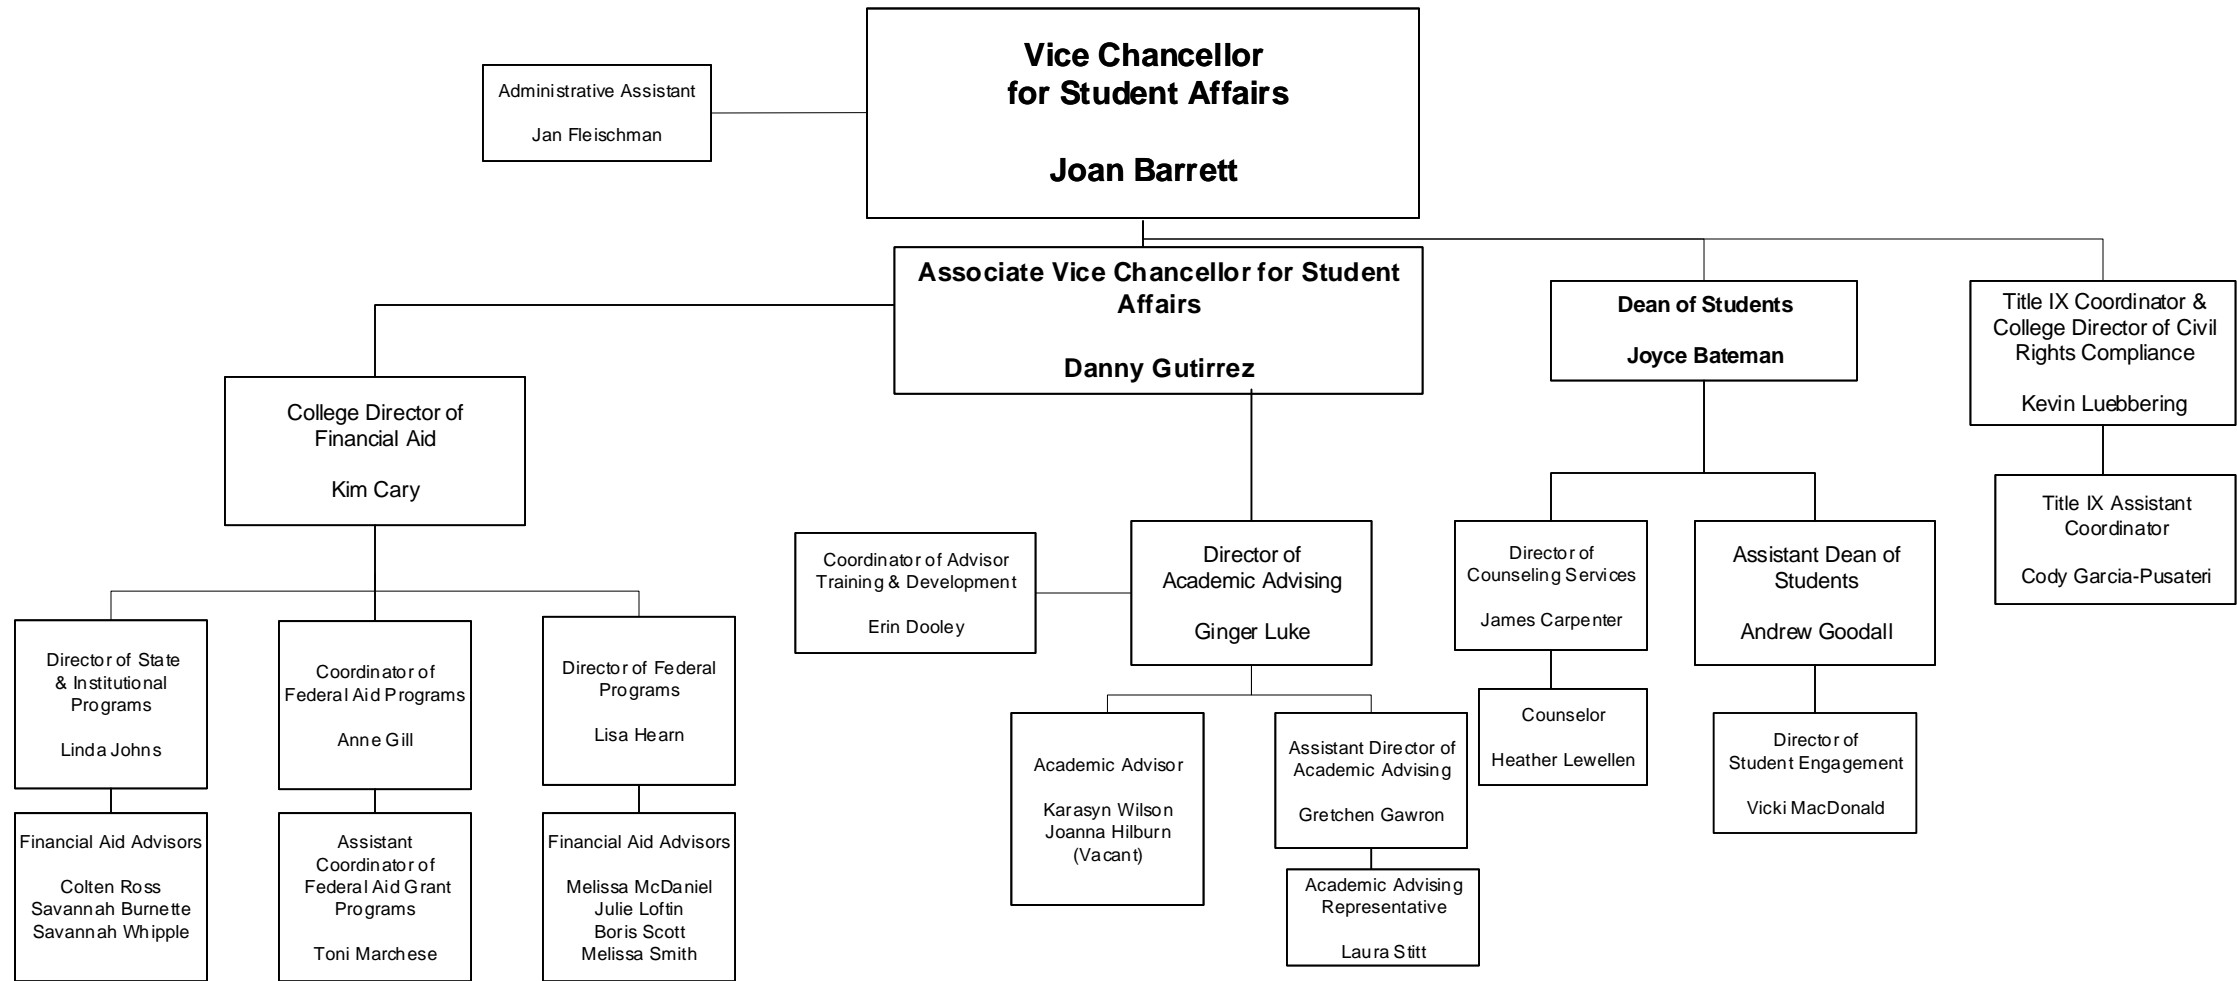 Vice Chancellor
for Student Affairs
Joan Barrett
Administrative Assistant
Jan Fleischman
Associate Vice Chancellor for Student
Affairs
Danny Gutirrez
Dean of Students
Joyce Bateman
Title IX Coordinator &
College Director of Civil
Rights Compliance
Kevin Luebbering
College Director of
Financial Aid
Kim Cary
Title IX Assistant
Coordinator
Cody Garcia-Pusateri
Coordinator of Advisor
Training & Development
Erin Dooley
Director of
Academic Advising
Ginger Luke
Director of
Counseling Services
James Carpenter
Assistant Dean of
Students
Andrew Goodall
Director of State
& Institutional
Programs
Linda Johns
Coordinator of
Federal Aid Programs
Anne Gill
Director of Federal
Programs
Lisa Hearn
Academic Advisor
Karasyn Wilson
Joanna Hilburn
(Vacant)
Assistant Director of
Academic Advising
Gretchen Gawron
Counselor
Heather Lewellen
Director of
Student Engagement
Vicki MacDonald
Financial Aid Advisors
Colten Ross
Savannah Burnette
Savannah Whipple
Assistant
Coordinator of
Federal Aid Grant
Programs
Toni Marchese
Financial Aid Advisors
Melissa McDaniel
Julie Loftin
Boris Scott
Melissa Smith
Academic Advising
Representative
Laura Stitt